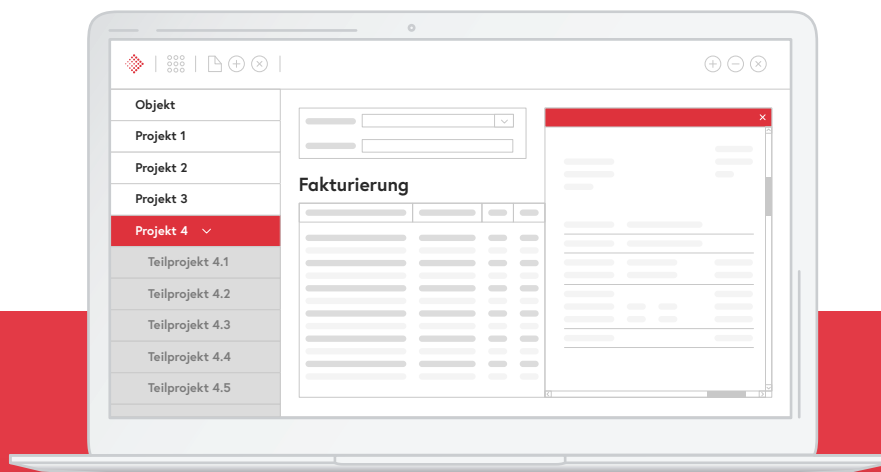 Objekt
Projekt 1
Projekt 2
Projekt 3
Projekt 4
Teilprojekt 4.1
Teilprojekt 4.2
Teilprojekt 4.3
Teilprojekt 4.4
Teilprojekt 4.5
Fakturierung